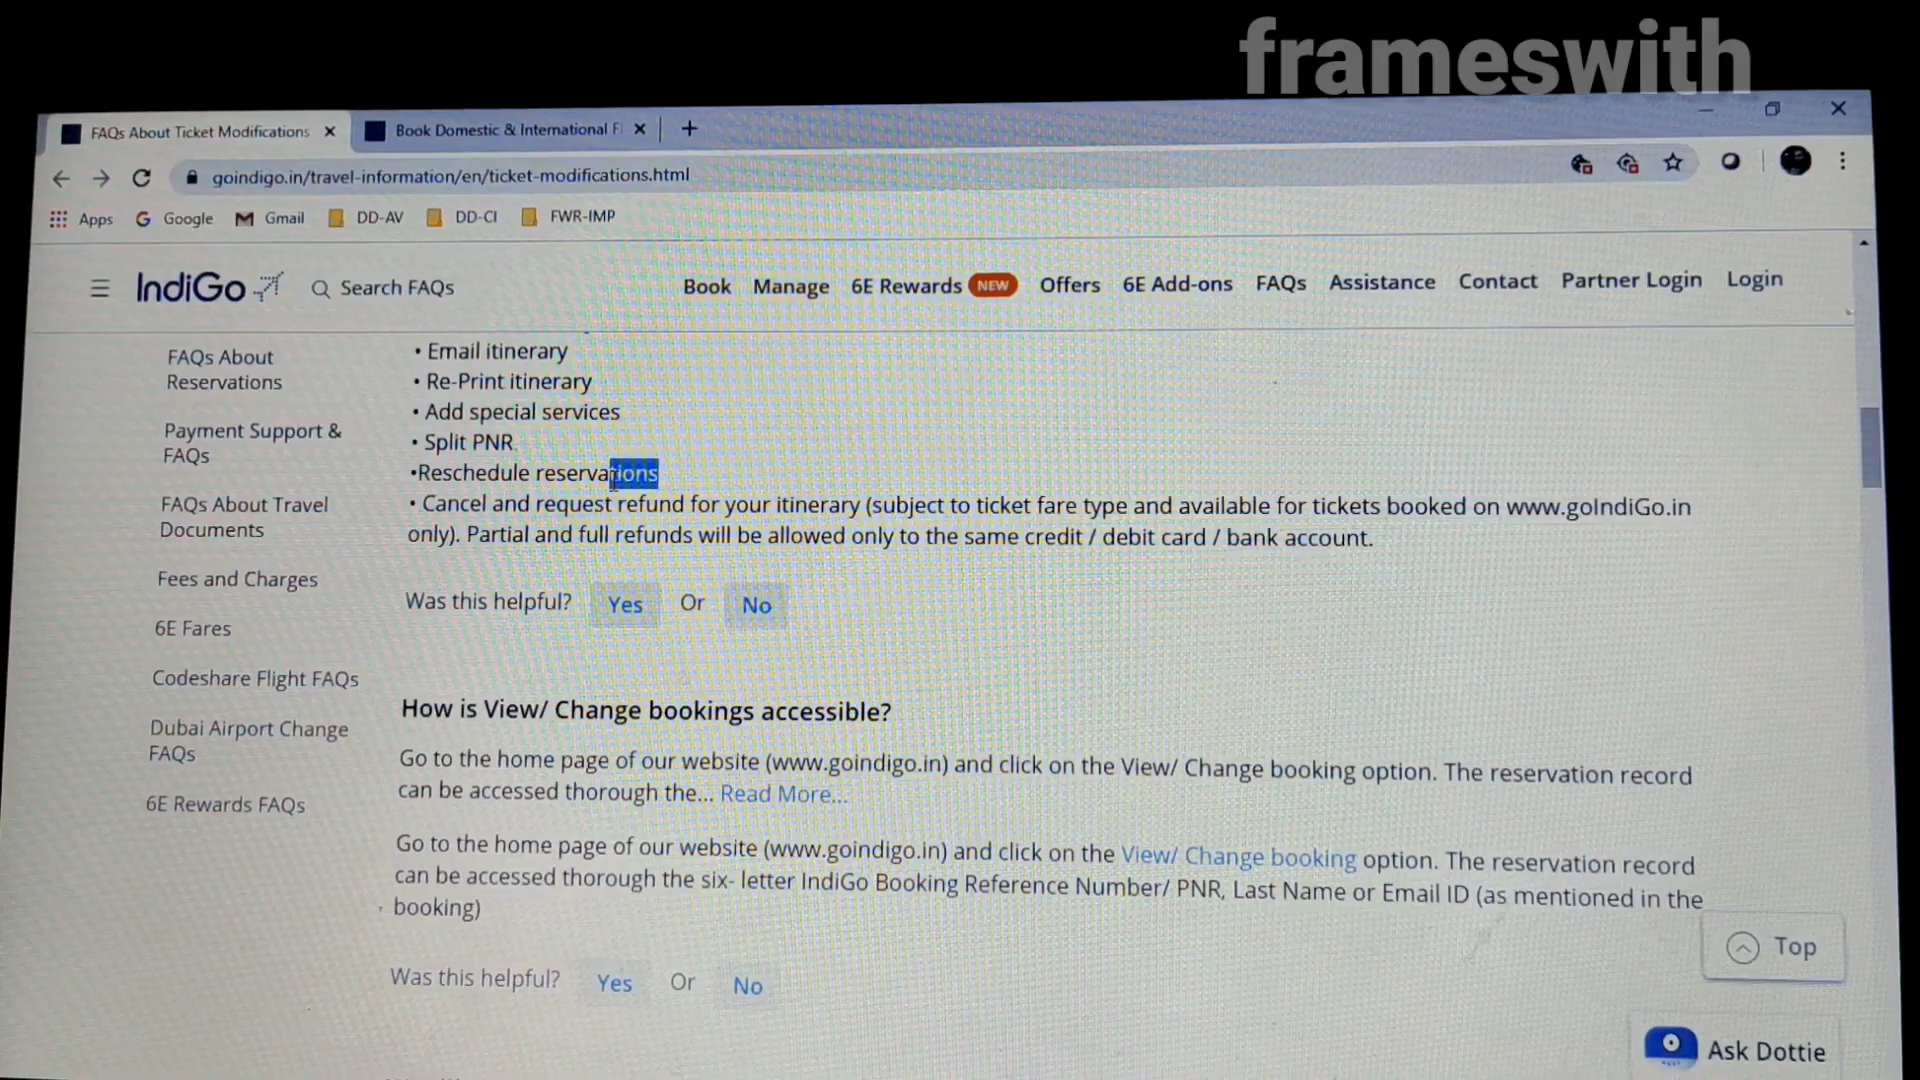 frameswith
FAQs About Ticket Modifications
Book Domestic & International F
goindigo.in/travel-information/en/ticket-modifications.html
Apps
Google
Gmail
DD-AV
DD-CI
FWR-IMP
IndiGo
Search FAQs
Book
Manage
6E Rewards NEW
Offers
6E Add-ons
FAQs
Assistance
Contact
Partner Login
Login
FAQs About
Reservations
Payment Support &
FAQs
FAQs About Travel
Documents
Fees and Charges
6E Fares
Codeshare Flight FAQs
Dubai Airport Change
FAQs
6E Rewards FAQs
• Email itinerary
• Re-Print itinerary
• Add special services
• Split PNR
•Reschedule reservations
• Cancel and request refund for your itinerary (subject to ticket fare type and available for tickets booked on www.goIndiGo.in
only). Partial and full refunds will be allowed only to the same credit / debit card / bank account.
Was this helpful? Yes Or No
How is View/ Change bookings accessible?
Go to the home page of our website (www.goindigo.in) and click on the View/ Change booking option. The reservation record
can be accessed thorough the... Read More...
Go to the home page of our website (www.goindigo.in) and click on the View/ Change booking option. The reservation record
can be accessed thorough the six- letter IndiGo Booking Reference Number/ PNR, Last Name or Email ID (as mentioned in the
booking)
Was this helpful? Yes Or No
Top
Ask Dottie